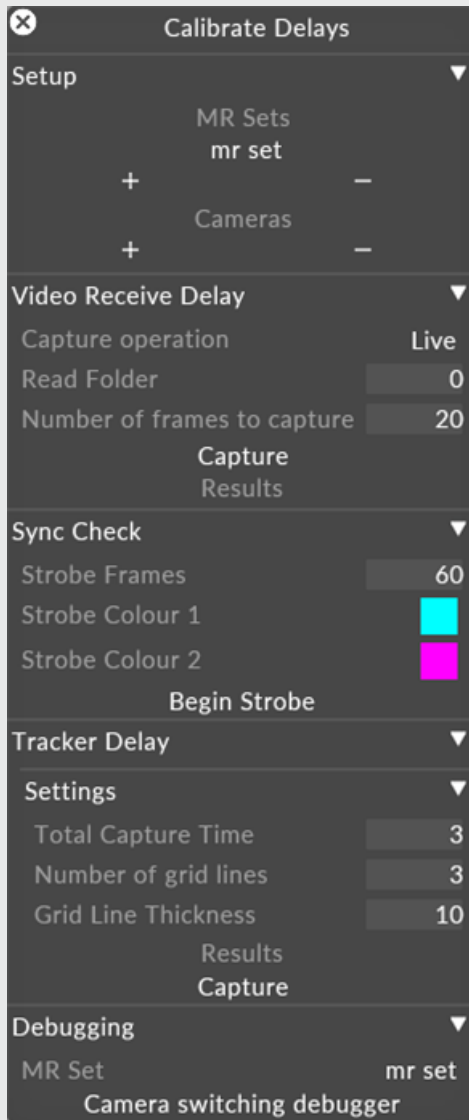 Calibrate Delays
Setup
MR Sets
mr set
+ −
Cameras
+ −
Video Receive Delay
Capture operation Live
Read Folder 0
Number of frames to capture 20
Capture
Results
Sync Check
Strobe Frames 60
Strobe Colour 1
Strobe Colour 2
Begin Strobe
Tracker Delay
Settings
Total Capture Time 3
Number of grid lines 3
Grid Line Thickness 10
Results
Capture
Debugging
MR Set mr set
Camera switching debugger